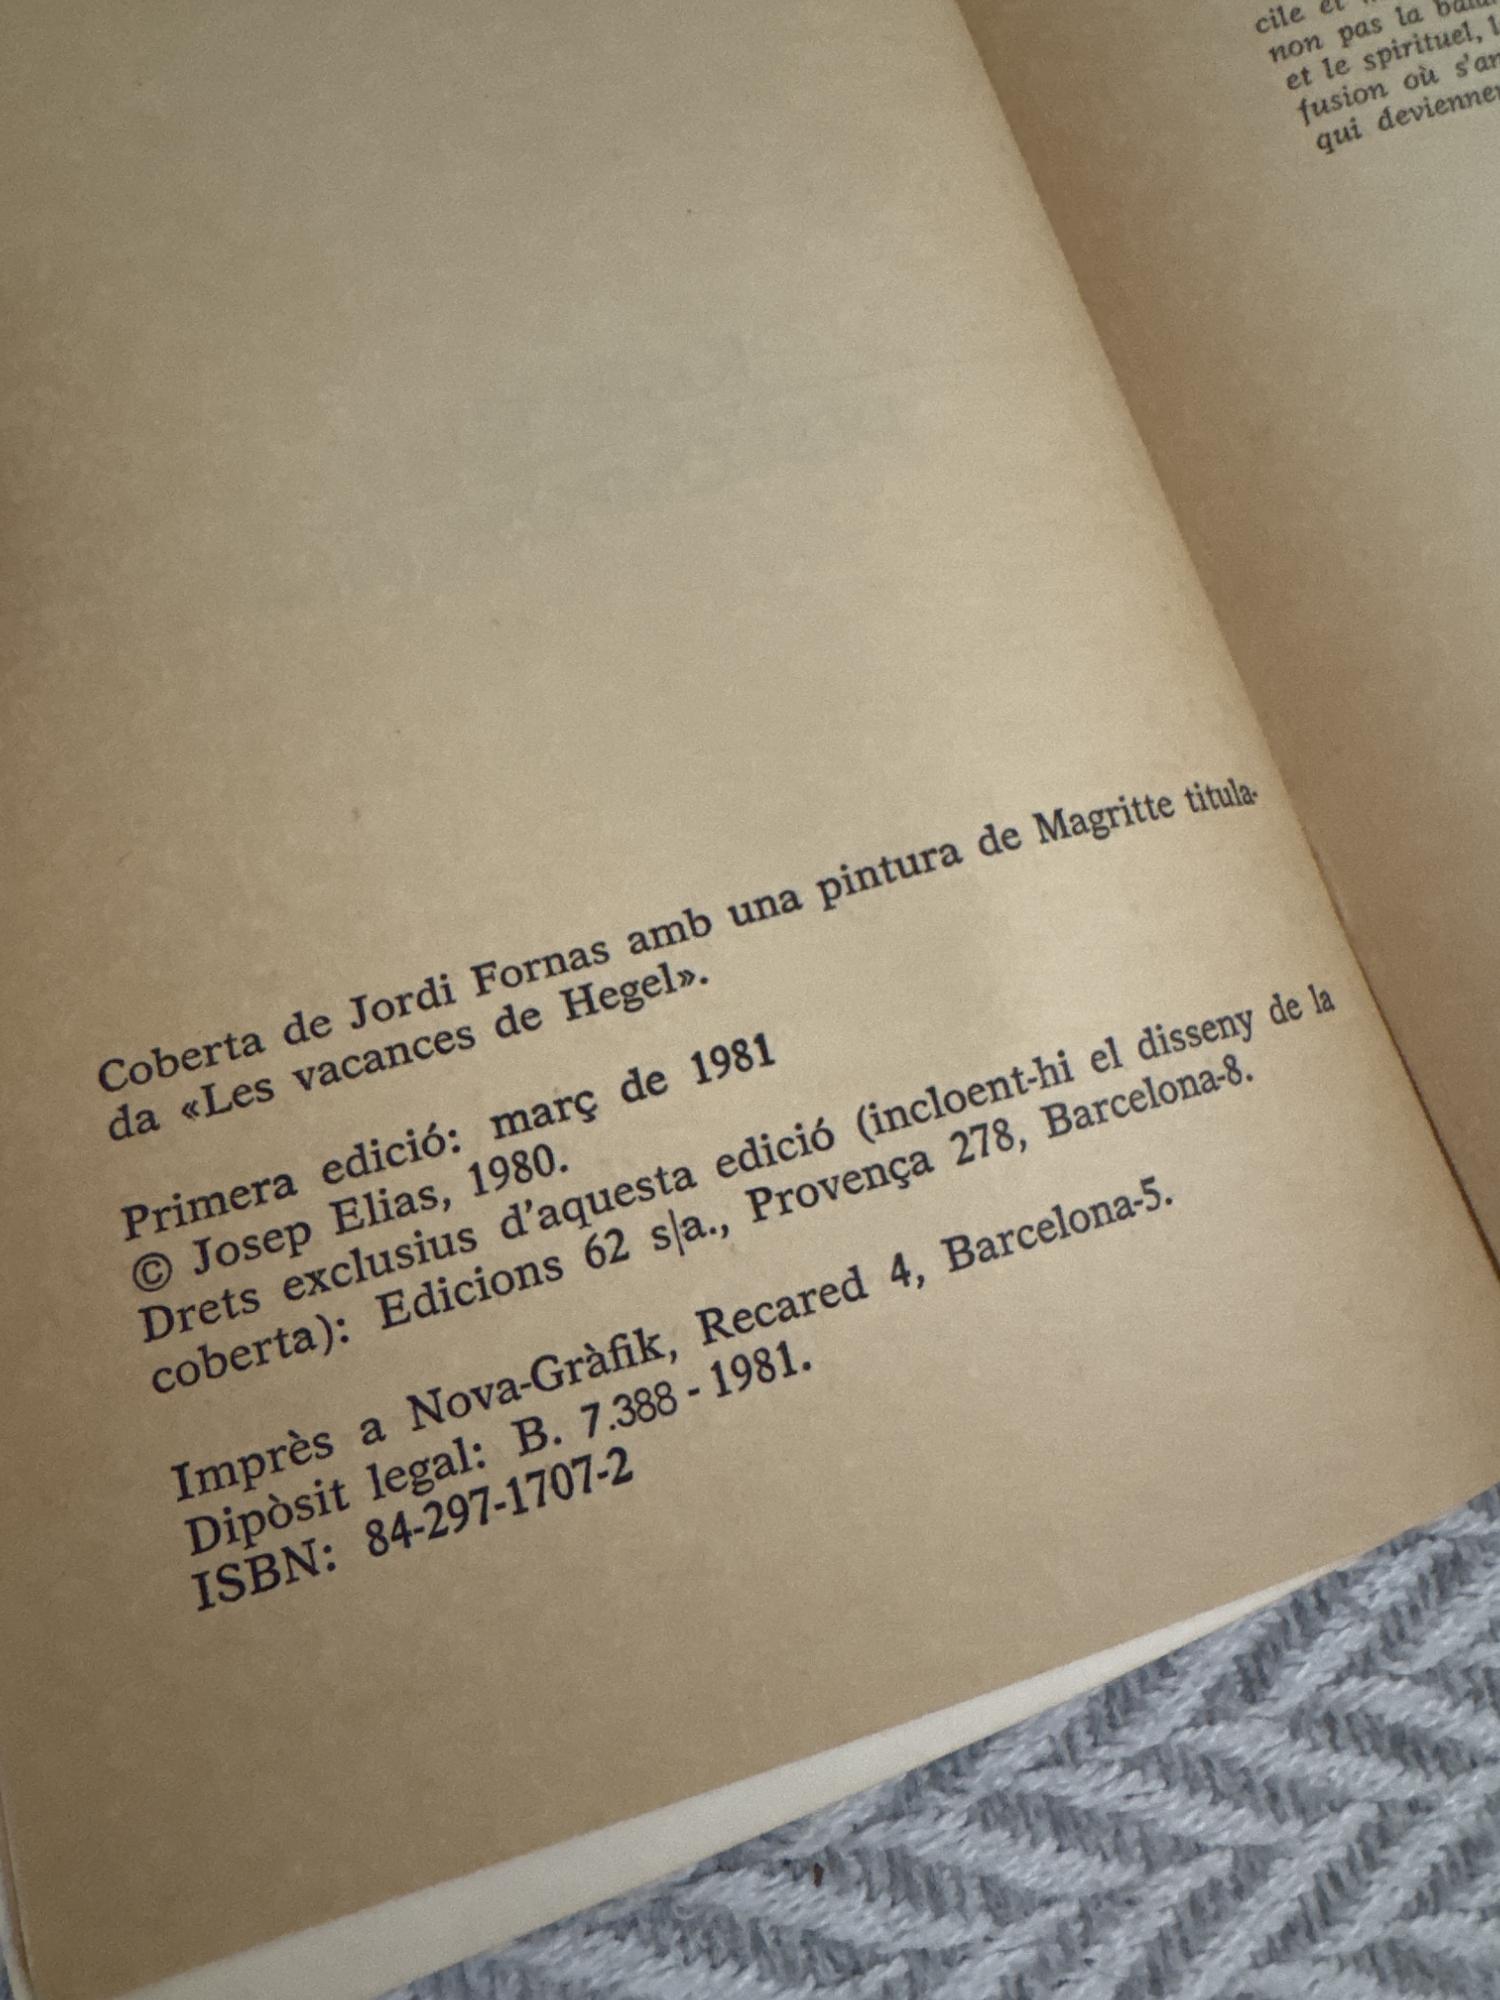 Coberta de Jordi Fornas amb una pintura de Magritte titula-
da «Les vacances de Hegel».
Primera edició: març de 1981
© Josep Elias, 1980.
Drets exclusius d'aquesta edició (incloent-hi el disseny de la
coberta): Edicions 62 s|a., Provença 278, Barcelona-8.
Imprès a Nova-Gràfik, Recared 4, Barcelona-5.
Dipòsit legal: B. 7.388 - 1981.
ISBN: 84-297-1707-2
cile et
non pas la
et le spirituel,
fusion où
qui